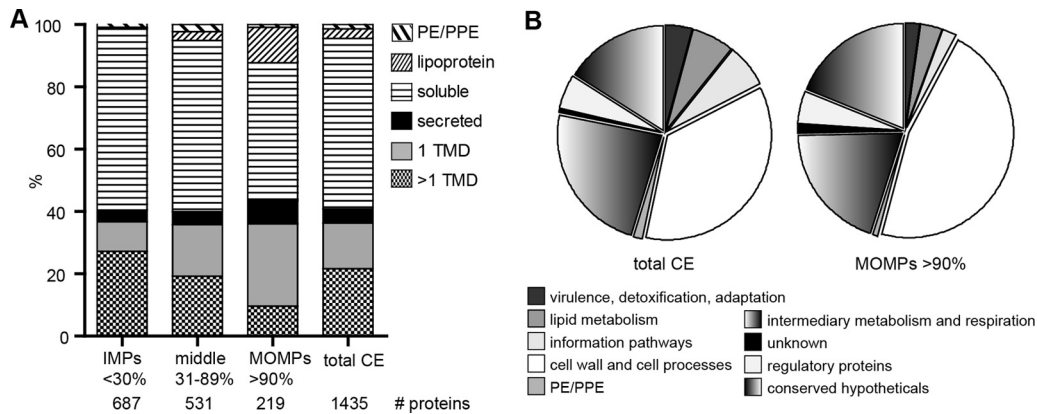 A
100
80
60
40
20
0
%
PE/PPE
lipoprotein
soluble
secreted
1 TMD
>1 TMD
IMPs middle MOMPs total CE
<30% 31-89% >90%
687 531 219 1435 # proteins
B
total CE MOMPs >90%
virulence, detoxification, adaptation
lipid metabolism
information pathways
cell wall and cell processes
PE/PPE
intermediary metabolism and respiration
unknown
regulatory proteins
conserved hypotheticals